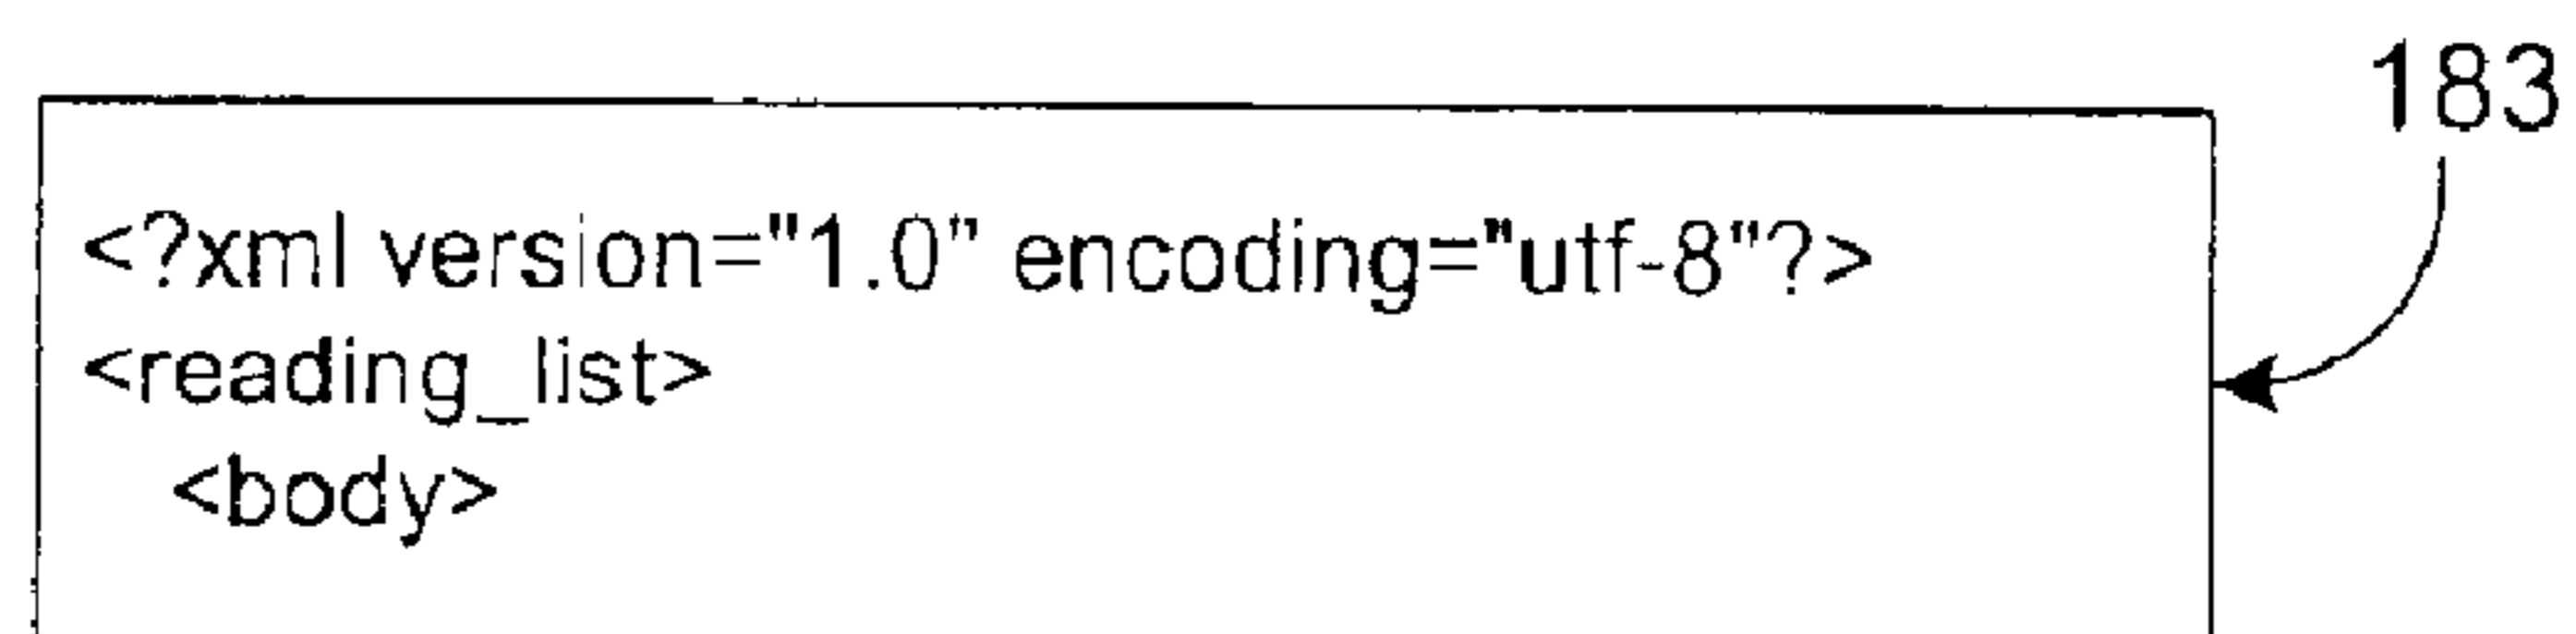 183
<?xml version="1.0" encoding="utf-8"?>
<reading_list>
<body>